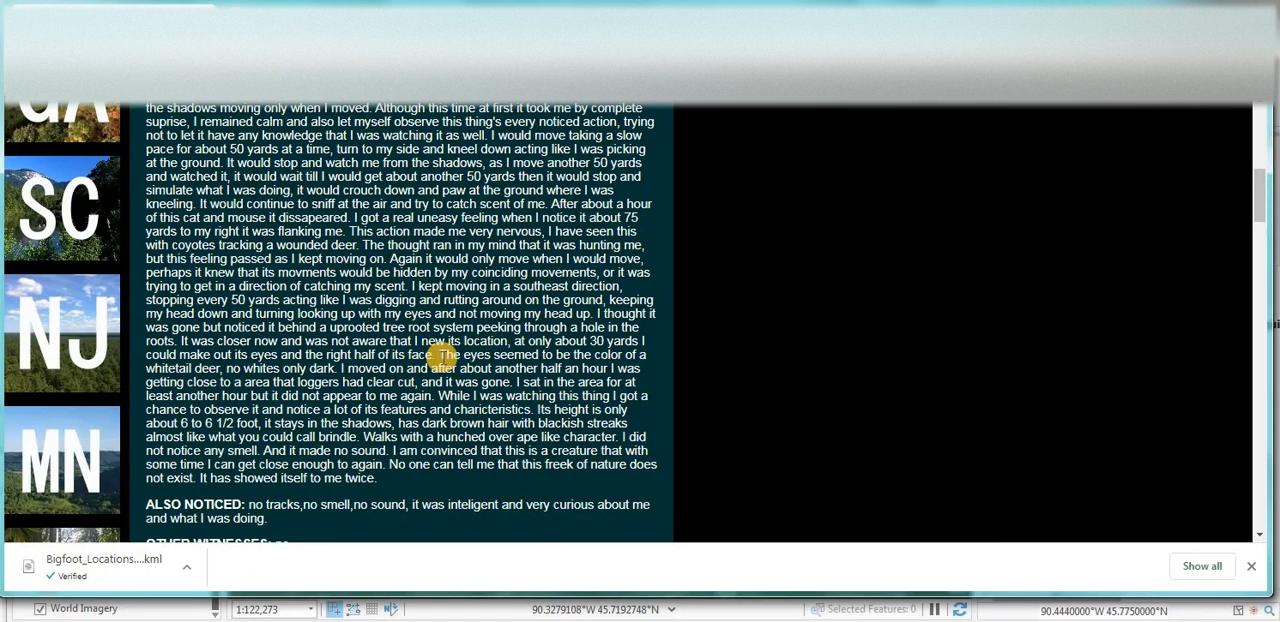 the shadows moving only when I moved. Although this time at first it took me by complete
suprise, I remained calm and also let myself observe this thing's every noticed action, trying
not to let it have any knowledge that I was watching it as well. I would move taking a slow
pace for about 50 yards at a time, turn to my side and kneel down acting like I was picking
at the ground. It would stop and watch me from the shadows, as I move another 50 yards
and watched it, it would wait till I would get about another 50 yards then it would stop and
simulate what I was doing, it would crouch down and paw at the ground where I was
kneeling. It would continue to sniff at the air and try to catch scent of me. After about a hour
of this cat and mouse it dissapeared. I got a real uneasy feeling when I notice it about 75
yards to my right it was flanking me. This action made me very nervous, I have seen this
with coyotes tracking a wounded deer. The thought ran in my mind that it was hunting me,
but this feeling passed as I kept moving on. Again it would only move when I would move,
perhaps it knew that its movments would be hidden by my coinciding movements, or it was
trying to get in a direction of catching my scent. I kept moving in a southeast direction,
stopping every 50 yards acting like I was digging and rutting around on the ground, keeping
my head down and turning looking up with my eyes and not moving my head up. I thought it
was gone but noticed it behind a uprooted tree root system peeking through a hole in the
roots. It was closer now and was not aware that I new its location, at only about 30 yards I
could make out its eyes and the right half of its face. The eyes seemed to be the color of a
whitetail deer, no whites only dark. I moved on and after about another half an hour I was
getting close to a area that loggers had clear cut, and it was gone. I sat in the area for at
least another hour but it did not appear to me again. While I was watching this thing I got a
chance to observe it and notice a lot of its features and charicteristics. Its height is only
about 6 to 6 1/2 foot, it stays in the shadows, has dark brown hair with blackish streaks
almost like what you could call brindle. Walks with a hunched over ape like character. I did
not notice any smell. And it made no sound. I am convinced that this is a creature that with
some time I can get close enough to again. No one can tell me that this freek of nature does
not exist. It has showed itself to me twice.
ALSO NOTICED: no tracks,no smell,no sound, it was inteligent and very curious about me
and what I was doing.
GA
SC
NJ
MN
Bigfoot_Locations....kml
Verified
Show all
World Imagery
1:122,273
90.3279108°W 45.7192748°N
Selected Features: 0
90.4440000°W 45.7750000°N